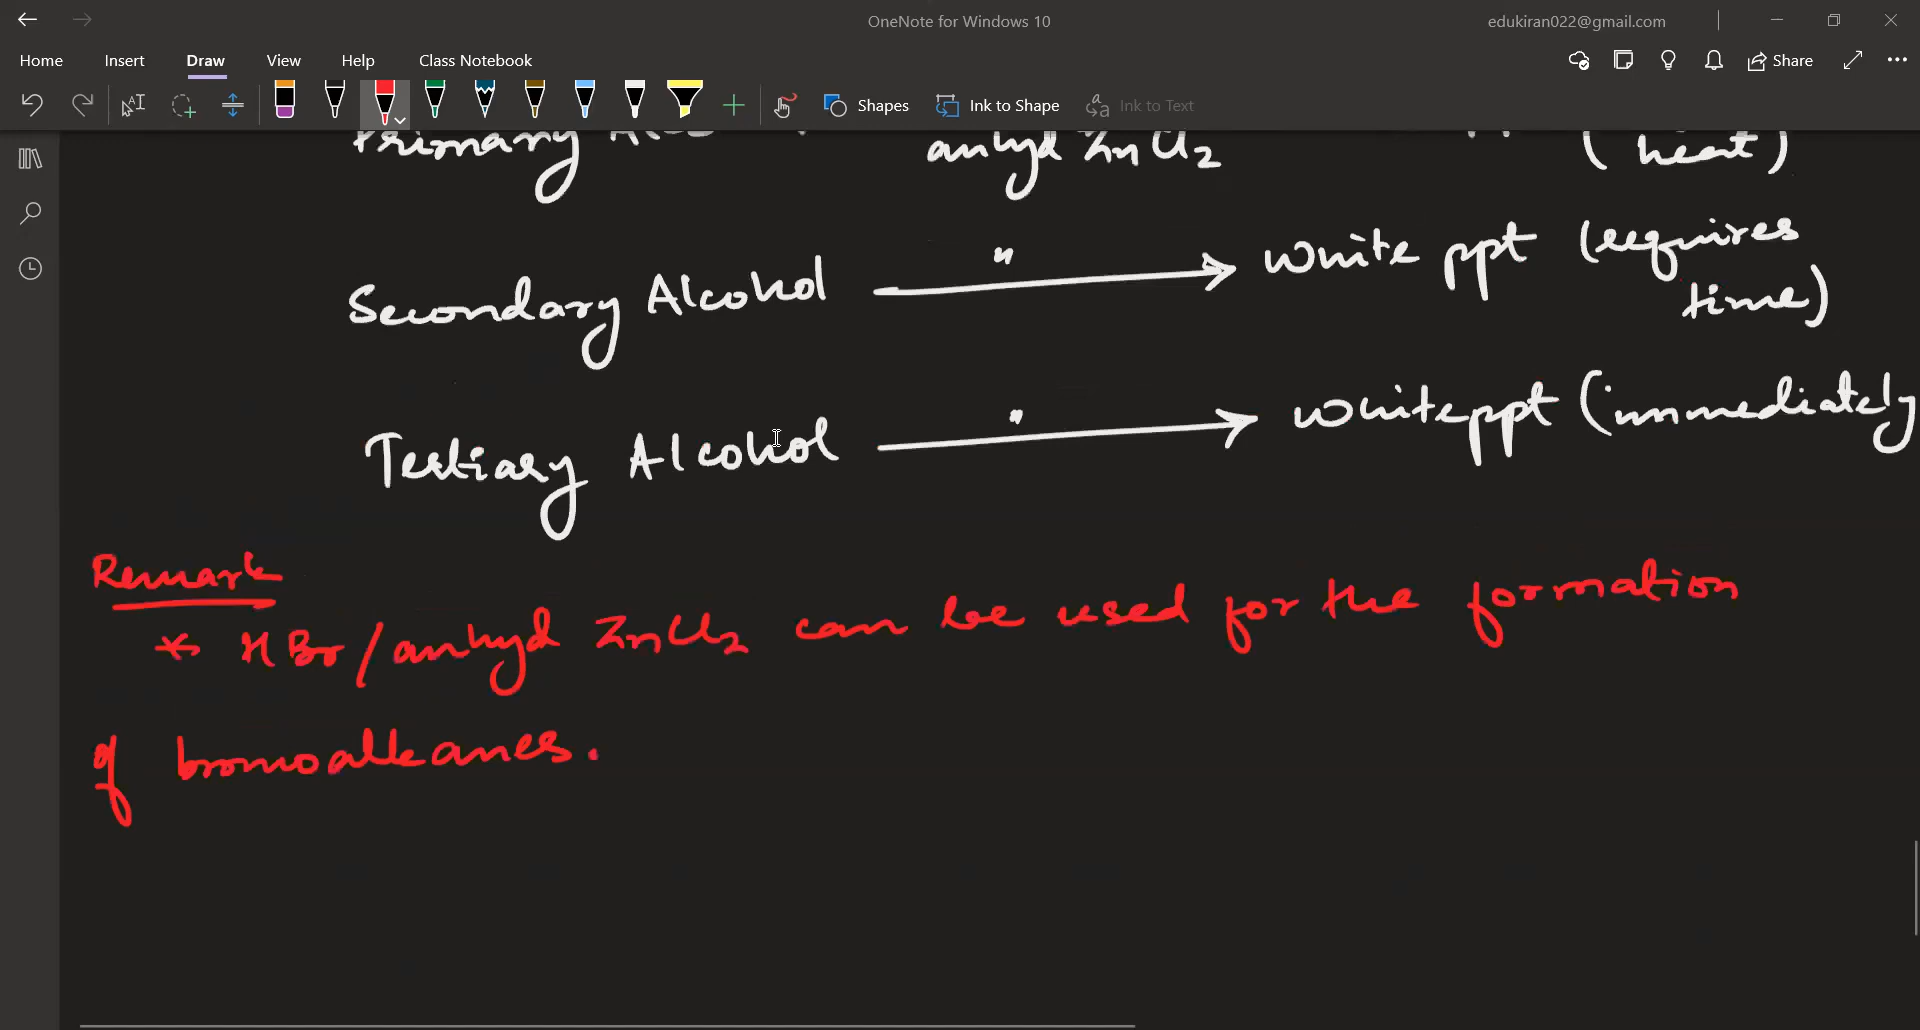 OneNote for Windows 10
edukiran022@gmail.com
Home Insert Draw View Help Class Notebook
Share
Shapes Ink to Shape Ink to Text
Primary
anhyd ZnCl2
(heat)
Secondary Alcohol " White ppt (requires
time)
Tertiary Alcohol " White ppt (immediately
Remark
* HBr/anhyd ZnCl2 can be used for the formation
of bromoalkanes.